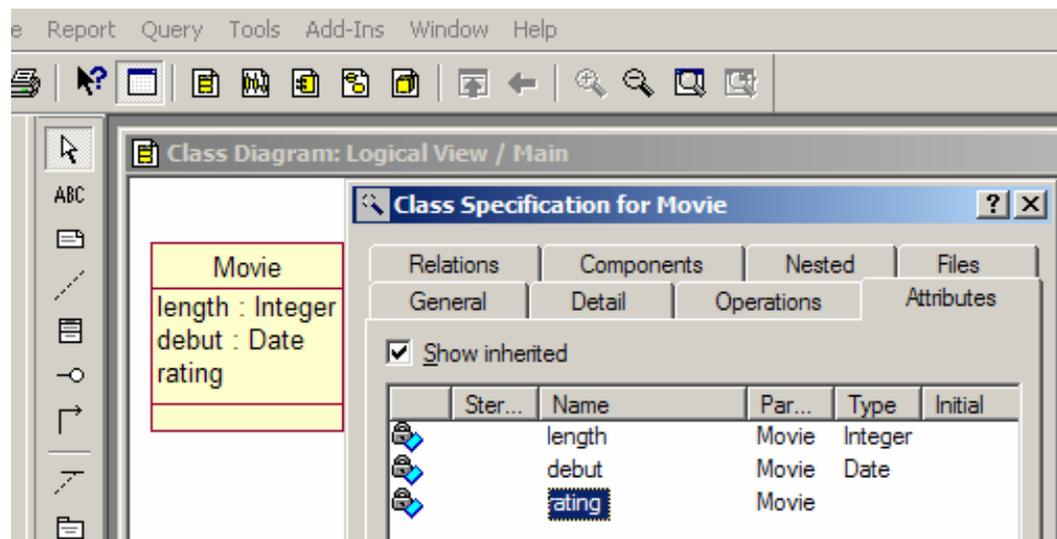 e Report Query Tools Add-Ins Window Help
Class Diagram: Logical View / Main
ABC
Class Specification for Movie
Movie
length : Integer
debut : Date
rating
Relations Components Nested Files
General Detail Operations Attributes
Show inherited
Ster... Name Par... Type Initial
length Movie Integer
debut Movie Date
rating Movie